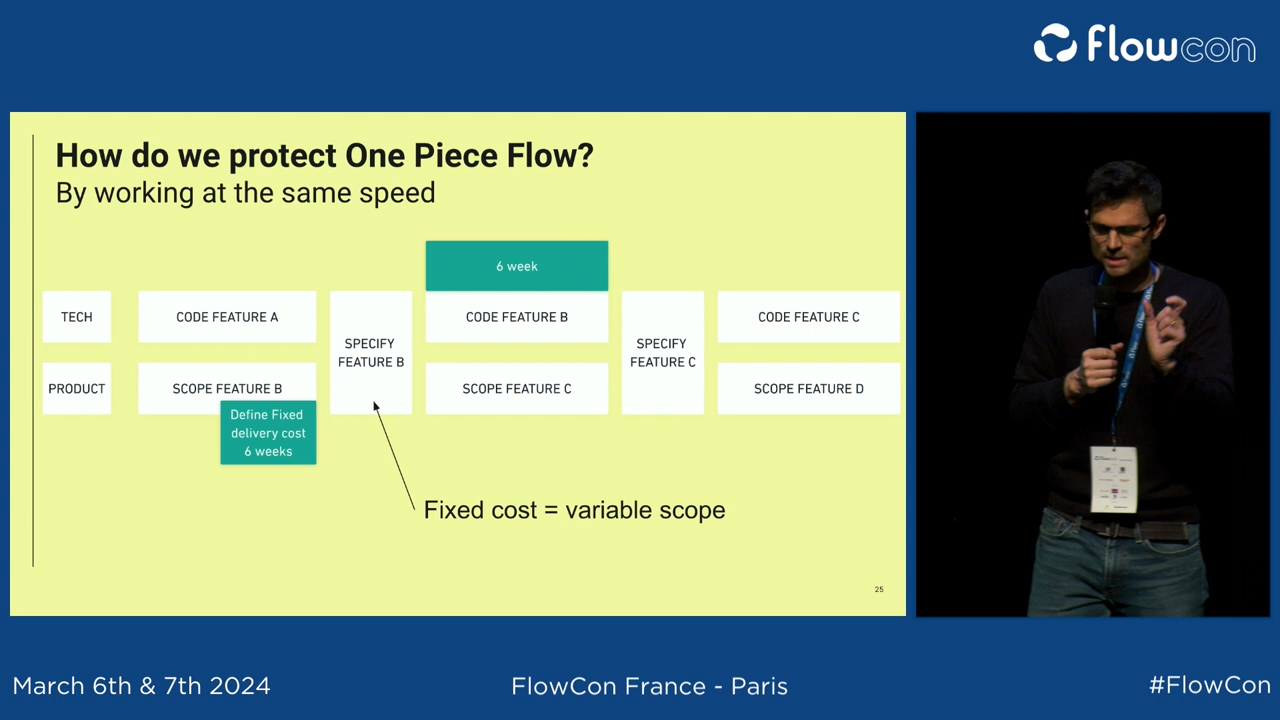 flowcon
How do we protect One Piece Flow?
By working at the same speed
6 week
TECH
CODE FEATURE A
SPECIFY
FEATURE B
CODE FEATURE B
SPECIFY
FEATURE C
CODE FEATURE C
PRODUCT
SCOPE FEATURE B
SCOPE FEATURE C
SCOPE FEATURE D
Define Fixed
delivery cost
6 weeks
Fixed cost = variable scope
25
March 6th & 7th 2024
FlowCon France - Paris
#FlowCon